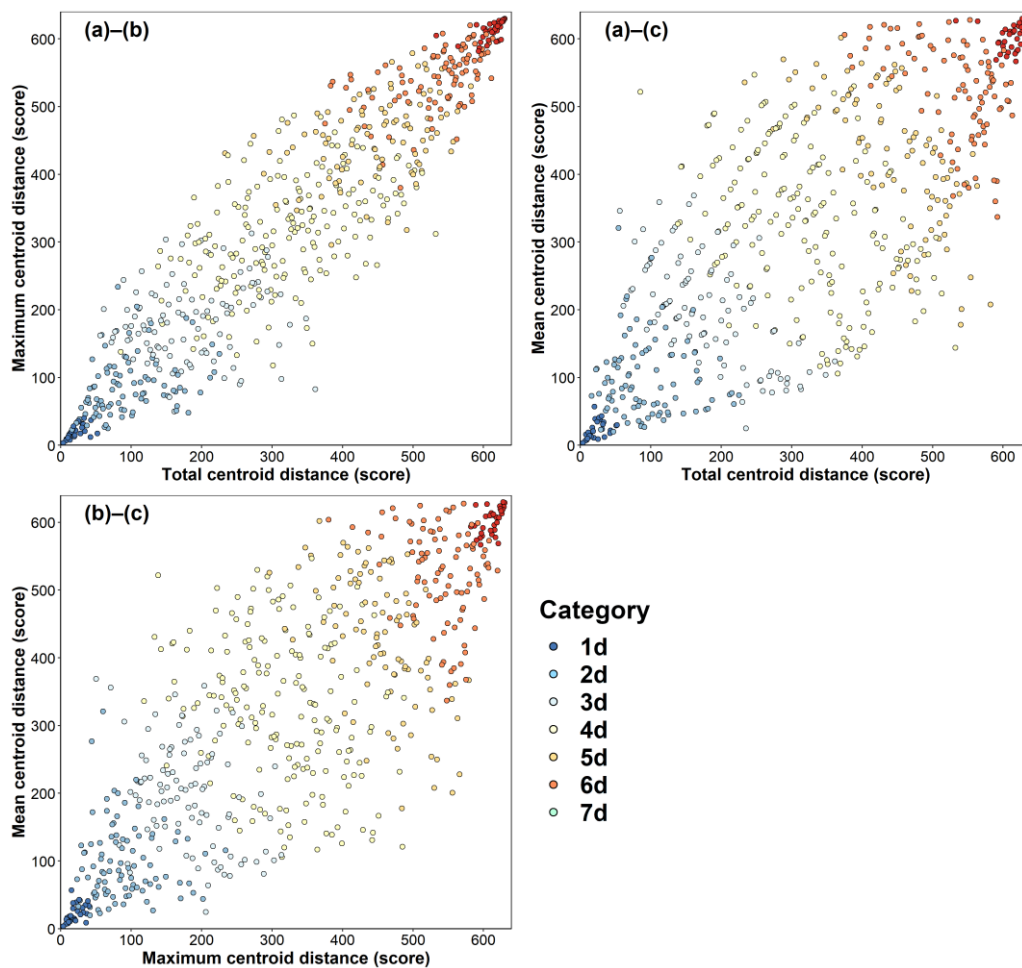 (a)–(b)
600
500
400
300
200
100
0
Maximum centroid distance (score)
0 100 200 300 400 500 600
Total centroid distance (score)
(a)–(c)
600
500
400
300
200
100
0
Mean centroid distance (score)
0 100 200 300 400 500 600
Total centroid distance (score)
(b)–(c)
600
500
400
300
200
100
0
Mean centroid distance (score)
0 100 200 300 400 500 600
Maximum centroid distance (score)
Category
1d
2d
3d
4d
5d
6d
7d